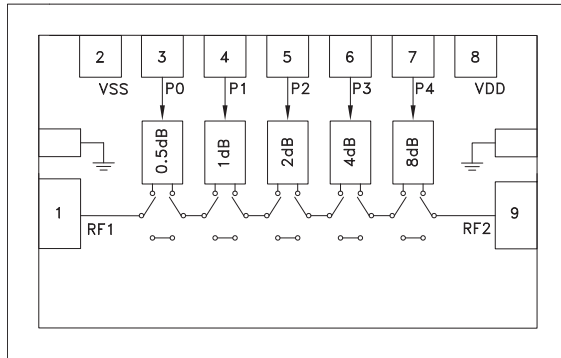 2 3 4 5 6 7 8
VSS P0 P1 P2 P3 P4 VDD
0.5dB 1dB 2dB 4dB 8dB
1 9
RF1 RF2